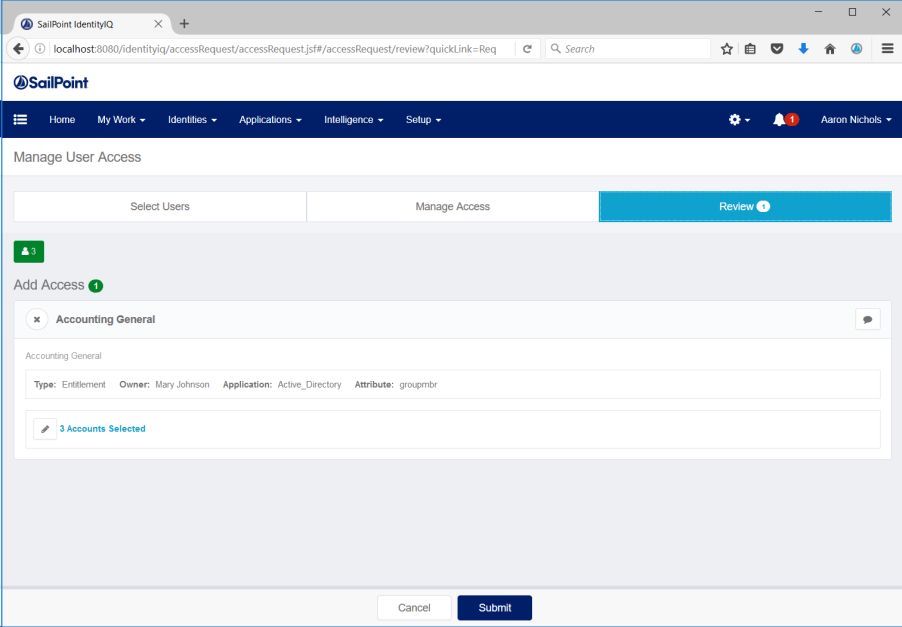 SailPoint IdentityIQ
localhost:8080/identityiq/accessRequest/accessRequest.jsf#/accessRequest/review?quickLink=Req
Search
SailPoint
Home My Work Identities Applications Intelligence Setup 1 Aaron Nichols
Manage User Access
Select Users Manage Access Review 1
3
Add Access 1
Accounting General
Accounting General
Type: Entitlement Owner: Mary Johnson Application: Active_Directory Attribute: groupmbr
3 Accounts Selected
Cancel Submit